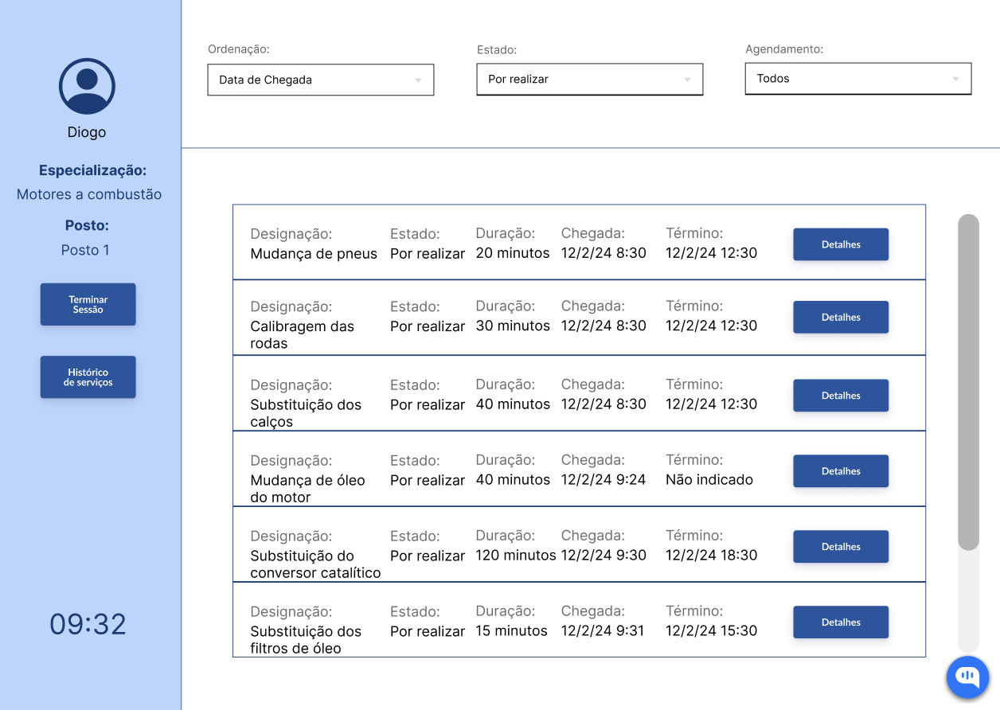 Diogo
Especialização:
Motores a combustão
Posto:
Posto 1
Terminar
Sessão
Histórico
de serviços
09:32
Ordenação:
Data de Chegada
Estado:
Por realizar
Agendamento:
Todos
Designação: Estado: Duração: Chegada: Término:
Mudança de pneus Por realizar 20 minutos 12/2/24 8:30 12/2/24 12:30
Detalhes
Designação: Estado: Duração: Chegada: Término:
Calibragem das Por realizar 30 minutos 12/2/24 8:30 12/2/24 12:30
rodas
Detalhes
Designação: Estado: Duração: Chegada: Término:
Substituição dos Por realizar 40 minutos 12/2/24 8:30 12/2/24 12:30
calços
Detalhes
Designação: Estado: Duração: Chegada: Término:
Mudança de óleo Por realizar 40 minutos 12/2/24 9:24 Não indicado
do motor
Detalhes
Designação: Estado: Duração: Chegada: Término:
Substituição do Por realizar 120 minutos 12/2/24 9:30 12/2/24 18:30
conversor catalítico
Detalhes
Designação: Estado: Duração: Chegada: Término:
Substituição dos Por realizar 15 minutos 12/2/24 9:31 12/2/24 15:30
filtros de óleo
Detalhes